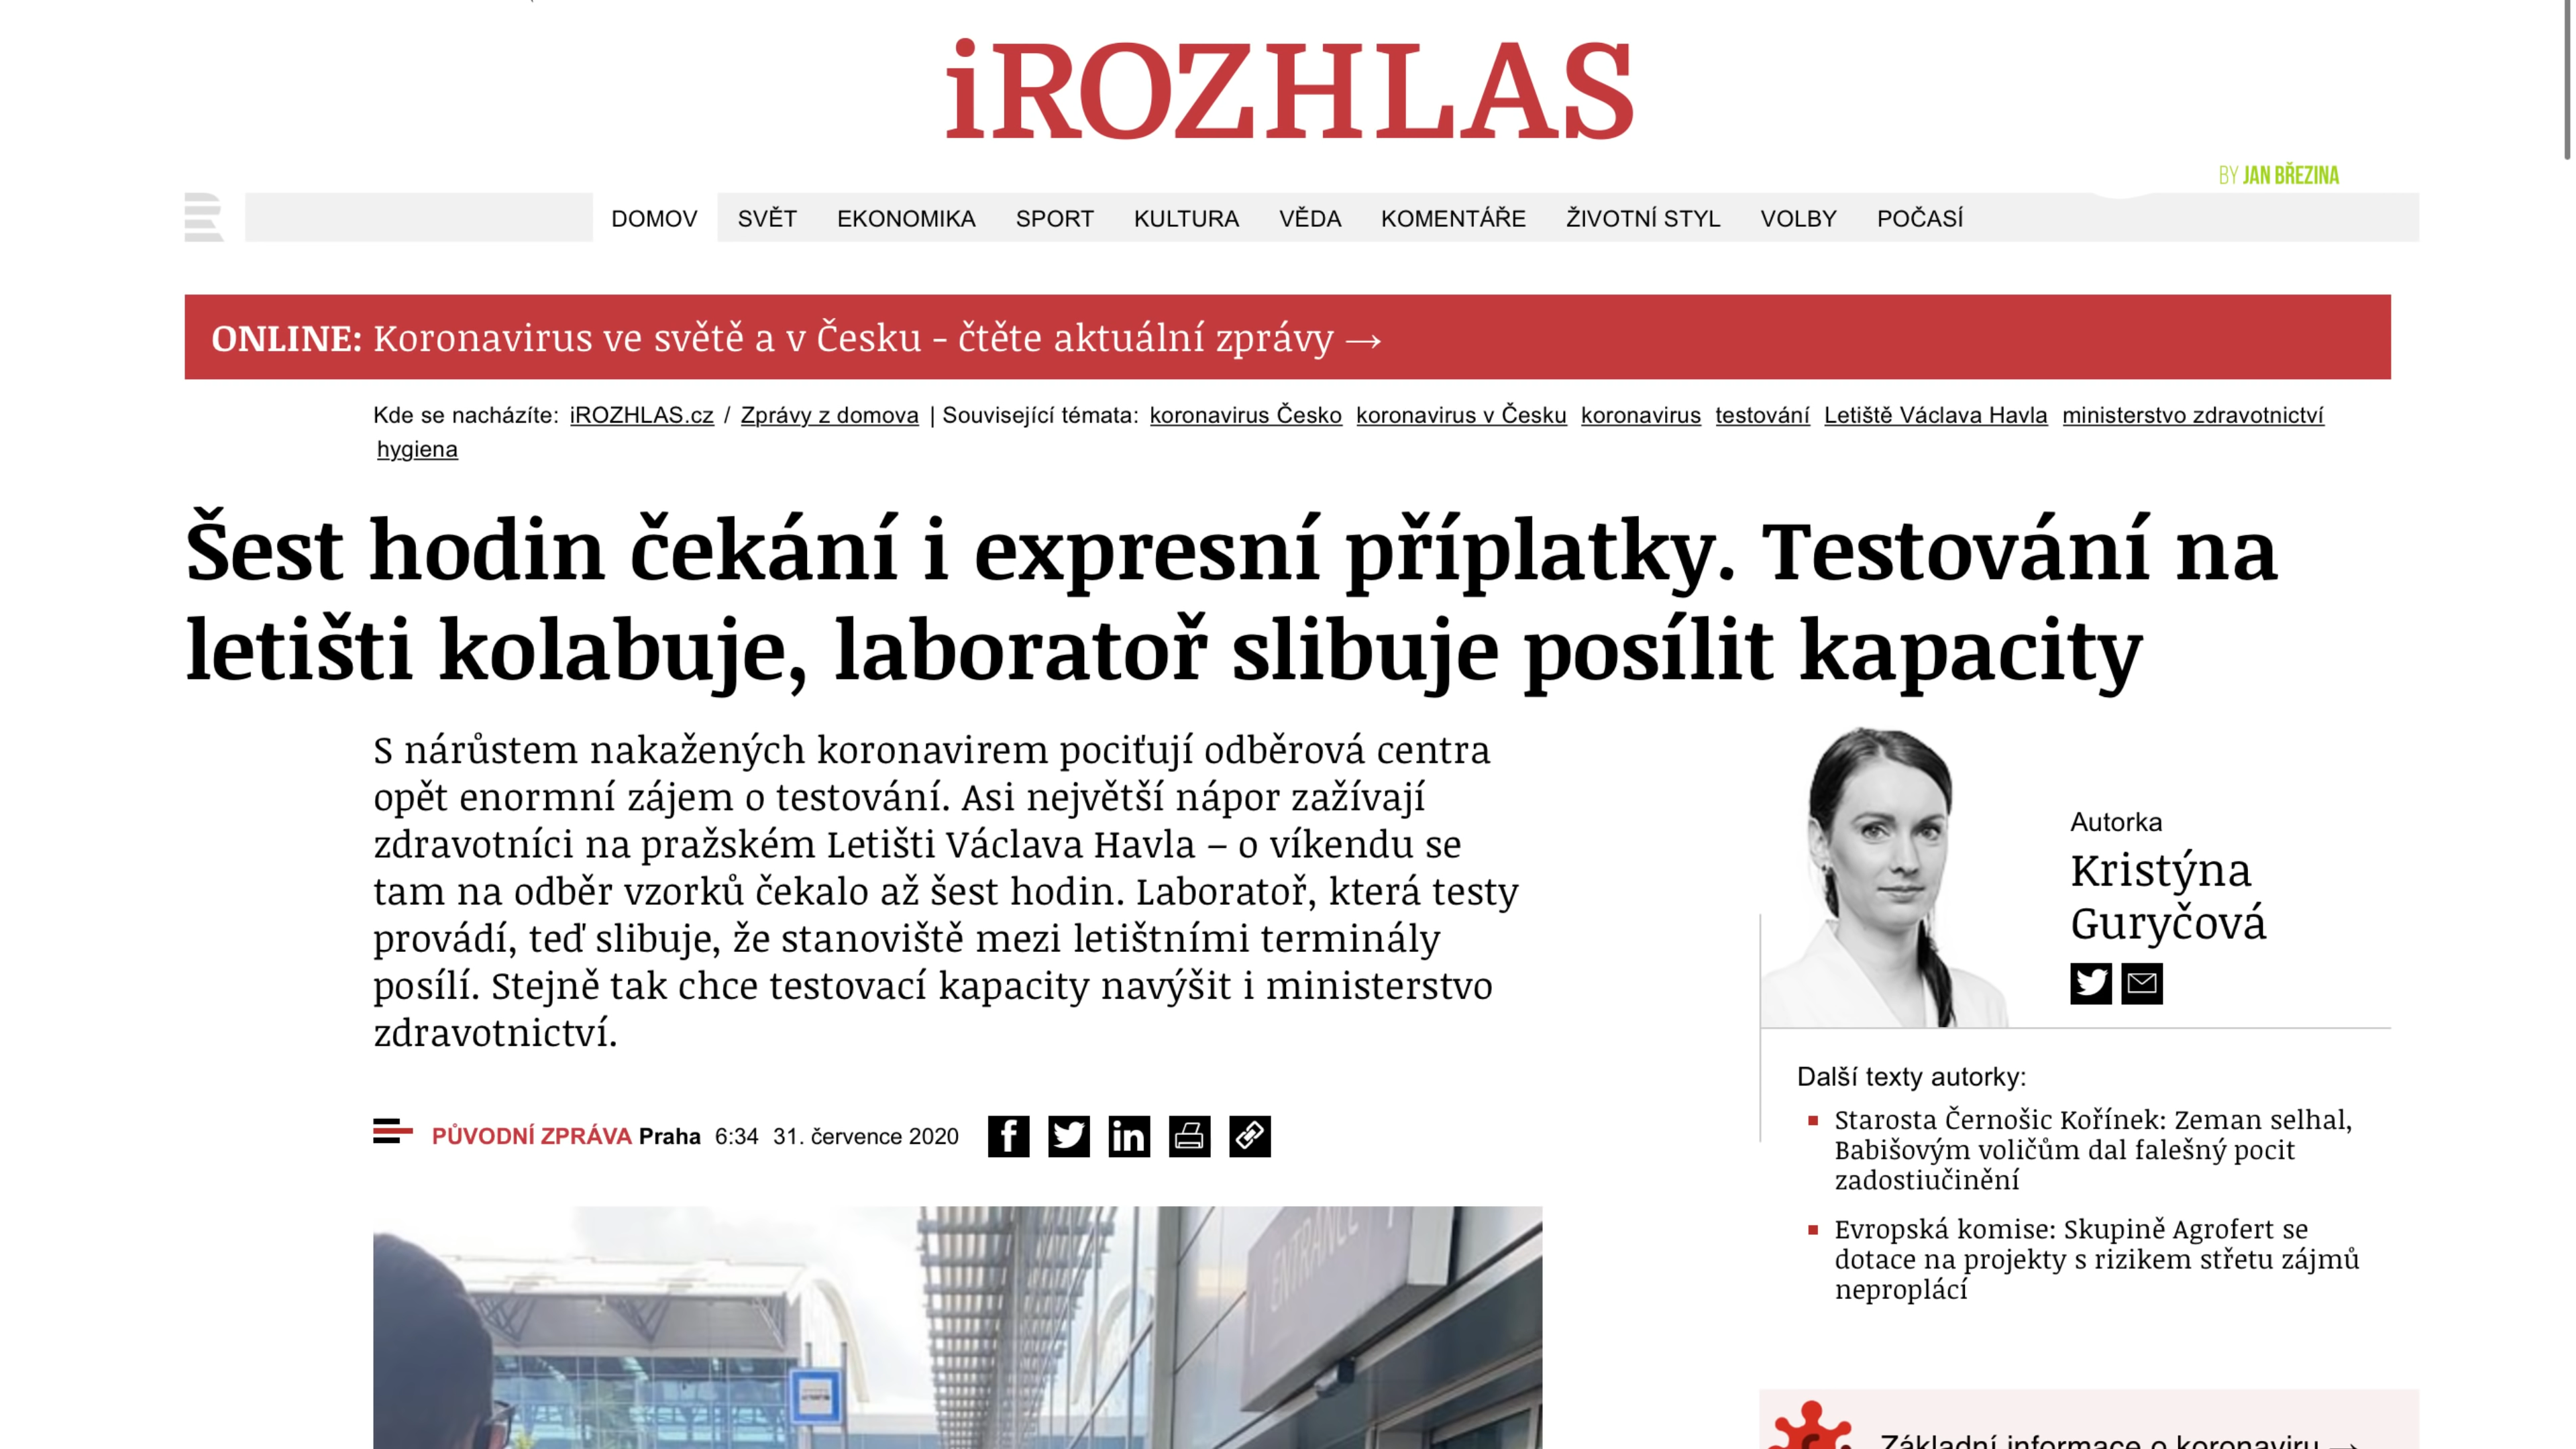 iROZHLAS
BY JAN BŘEZINA
DOMOV SVĚT EKONOMIKA SPORT KULTURA VĚDA KOMENTÁŘE ŽIVOTNÍ STYL VOLBY POČASÍ
ONLINE: Koronavirus ve světě a v Česku - čtěte aktuální zprávy →
Kde se nacházíte: iROZHLAS.cz / Zprávy z domova | Související témata: koronavirus Česko koronavirus v Česku koronavirus testování Letiště Václava Havla ministerstvo zdravotnictví
hygiena
Šest hodin čekání i expresní příplatky. Testování na
letišti kolabuje, laboratoř slibuje posílit kapacity
S nárůstem nakažených koronavirem pociťují odběrová centra
opět enormní zájem o testování. Asi největší nápor zažívají
zdravotníci na pražském Letišti Václava Havla – o víkendu se
tam na odběr vzorků čekalo až šest hodin. Laboratoř, která testy
provádí, teď slibuje, že stanoviště mezi letištními terminály
posílí. Stejně tak chce testovací kapacity navýšit i ministerstvo
zdravotnictví.
PŮVODNÍ ZPRÁVA Praha 6:34 31. července 2020
ENTRANCE
Autorka
Kristýna
Guryčová
Další texty autorky:
Starosta Černošic Kořínek: Zeman selhal,
Babišovým voličům dal falešný pocit
zadostiučinění
Evropská komise: Skupině Agrofert se
dotace na projekty s rizikem střetu zájmů
neproplácí
Základní informace o koronaviru →